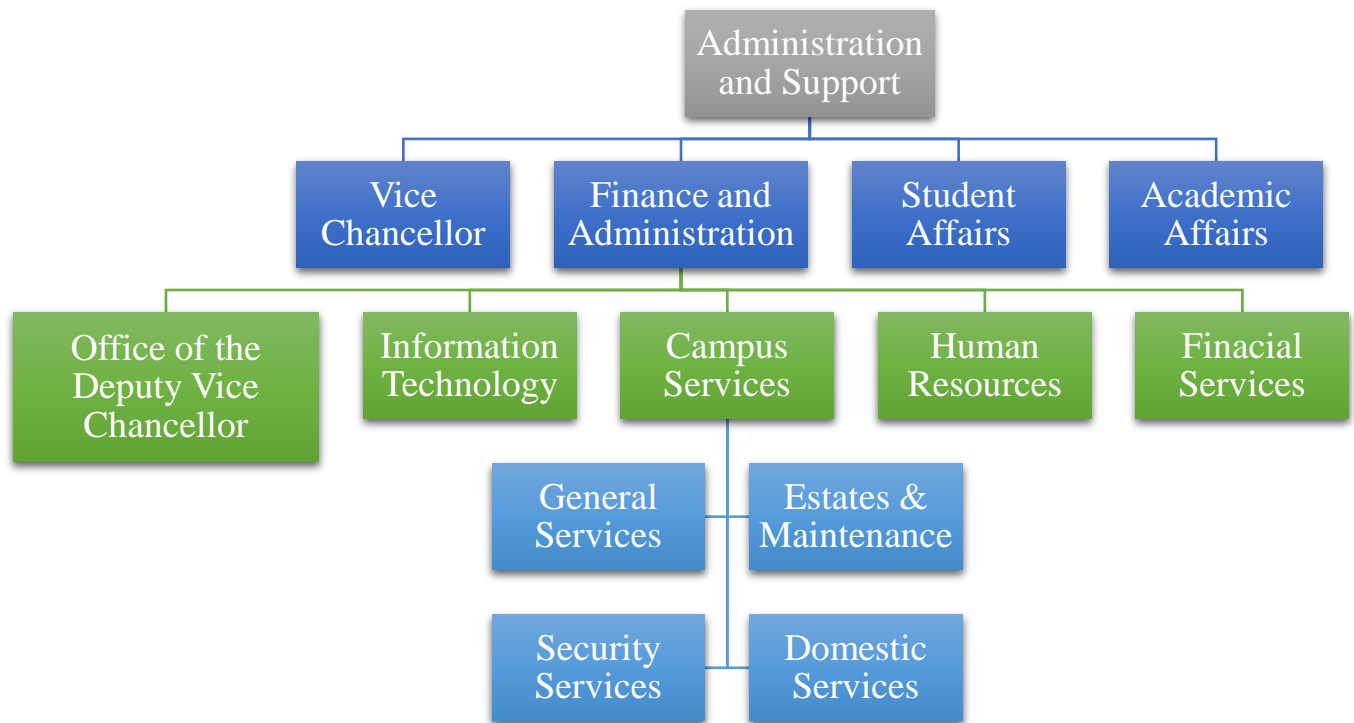 Administration
and Support
Vice
Chancellor
Finance and
Administration
Student
Affairs
Academic
Affairs
Office of the
Deputy Vice
Chancellor
Information
Technology
Campus
Services
Human
Resources
Finacial
Services
General
Services
Estates &
Maintenance
Security
Services
Domestic
Services